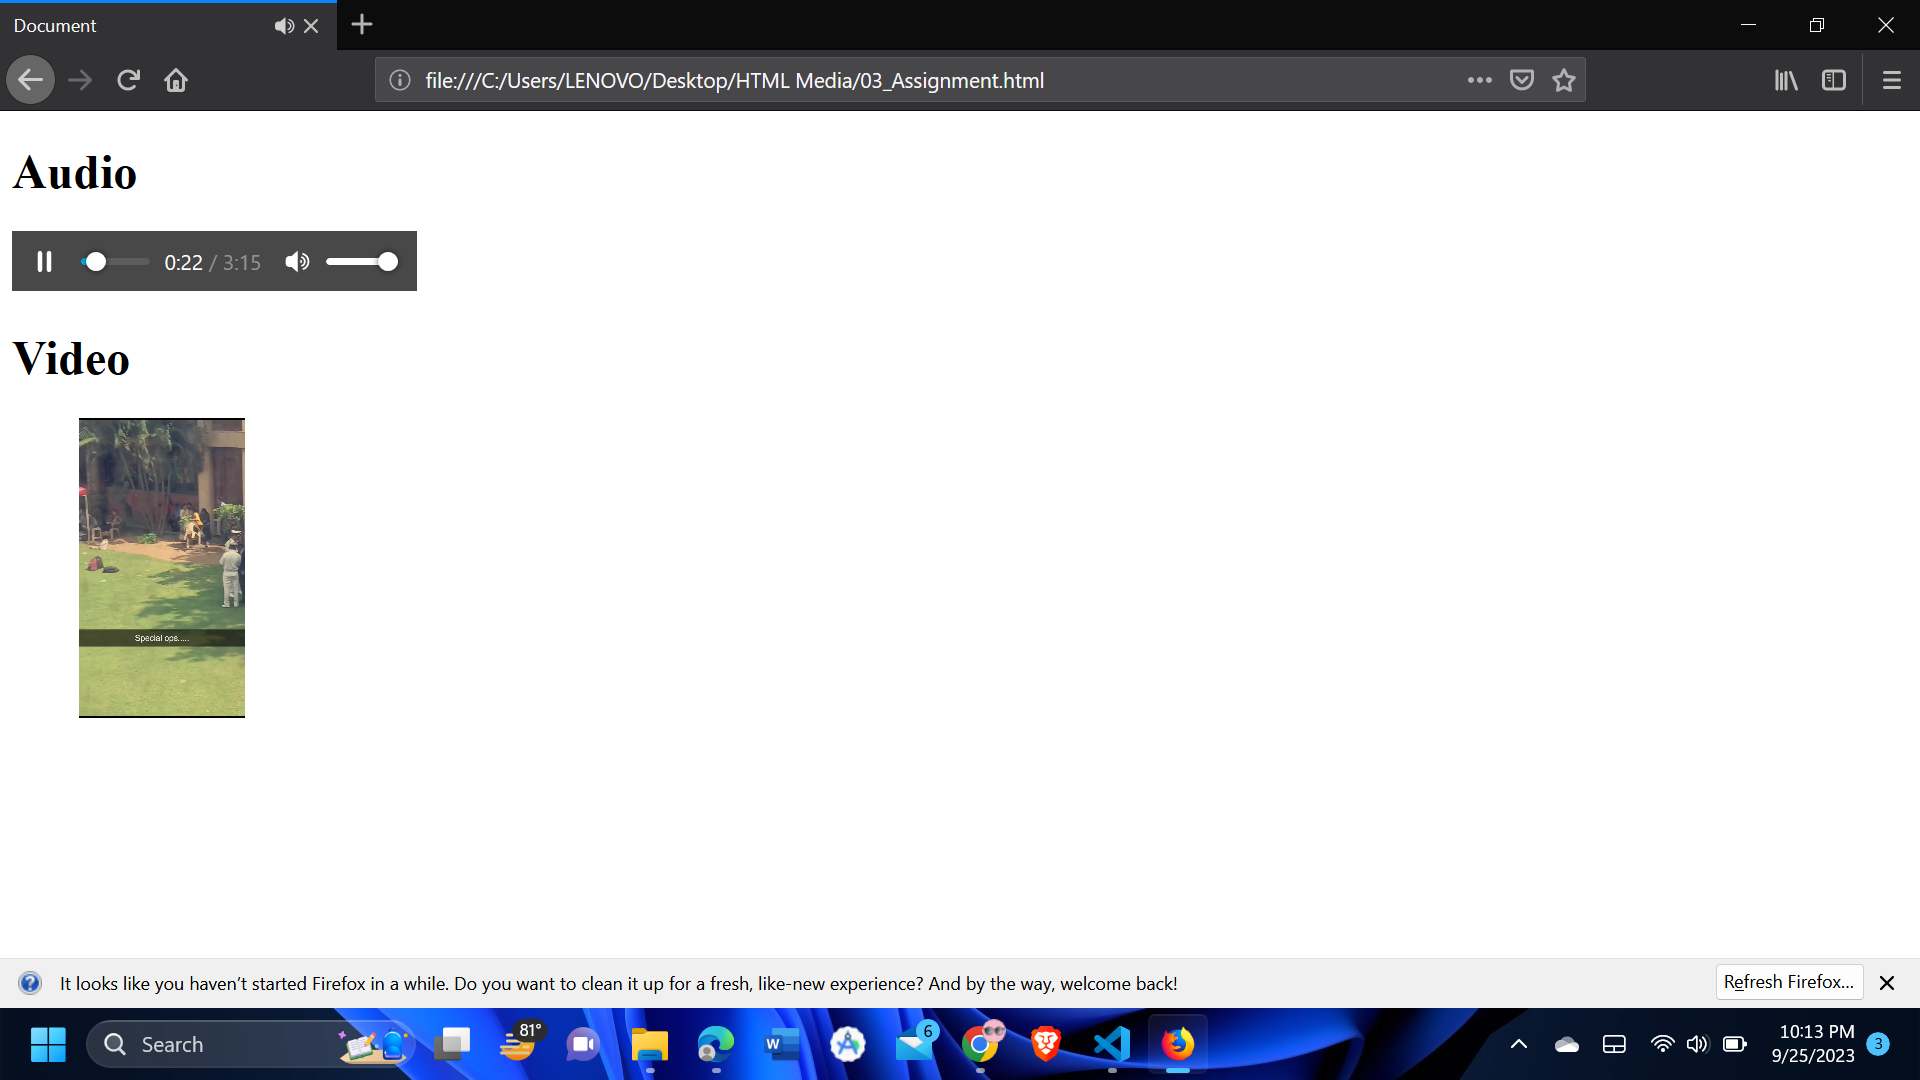 Document
file:///C:/Users/LENOVO/Desktop/HTML Media/03_Assignment.html
Audio
0:22 / 3:15
Video
Special ops.....
It looks like you haven’t started Firefox in a while. Do you want to clean it up for a fresh, like-new experience? And by the way, welcome back!
Refresh Firefox...
Search
81°
W
6
10:13 PM
9/25/2023
3